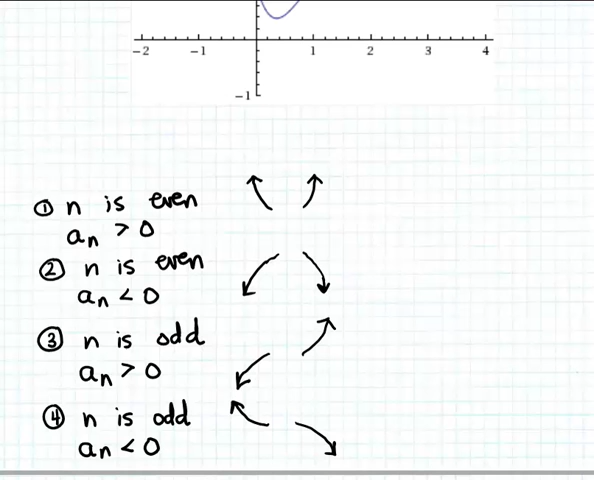 -2 -1 1 2 3 4
-1
① n is even
aₙ > 0
② n is even
aₙ < 0
③ n is odd
aₙ > 0
④ n is odd
aₙ < 0